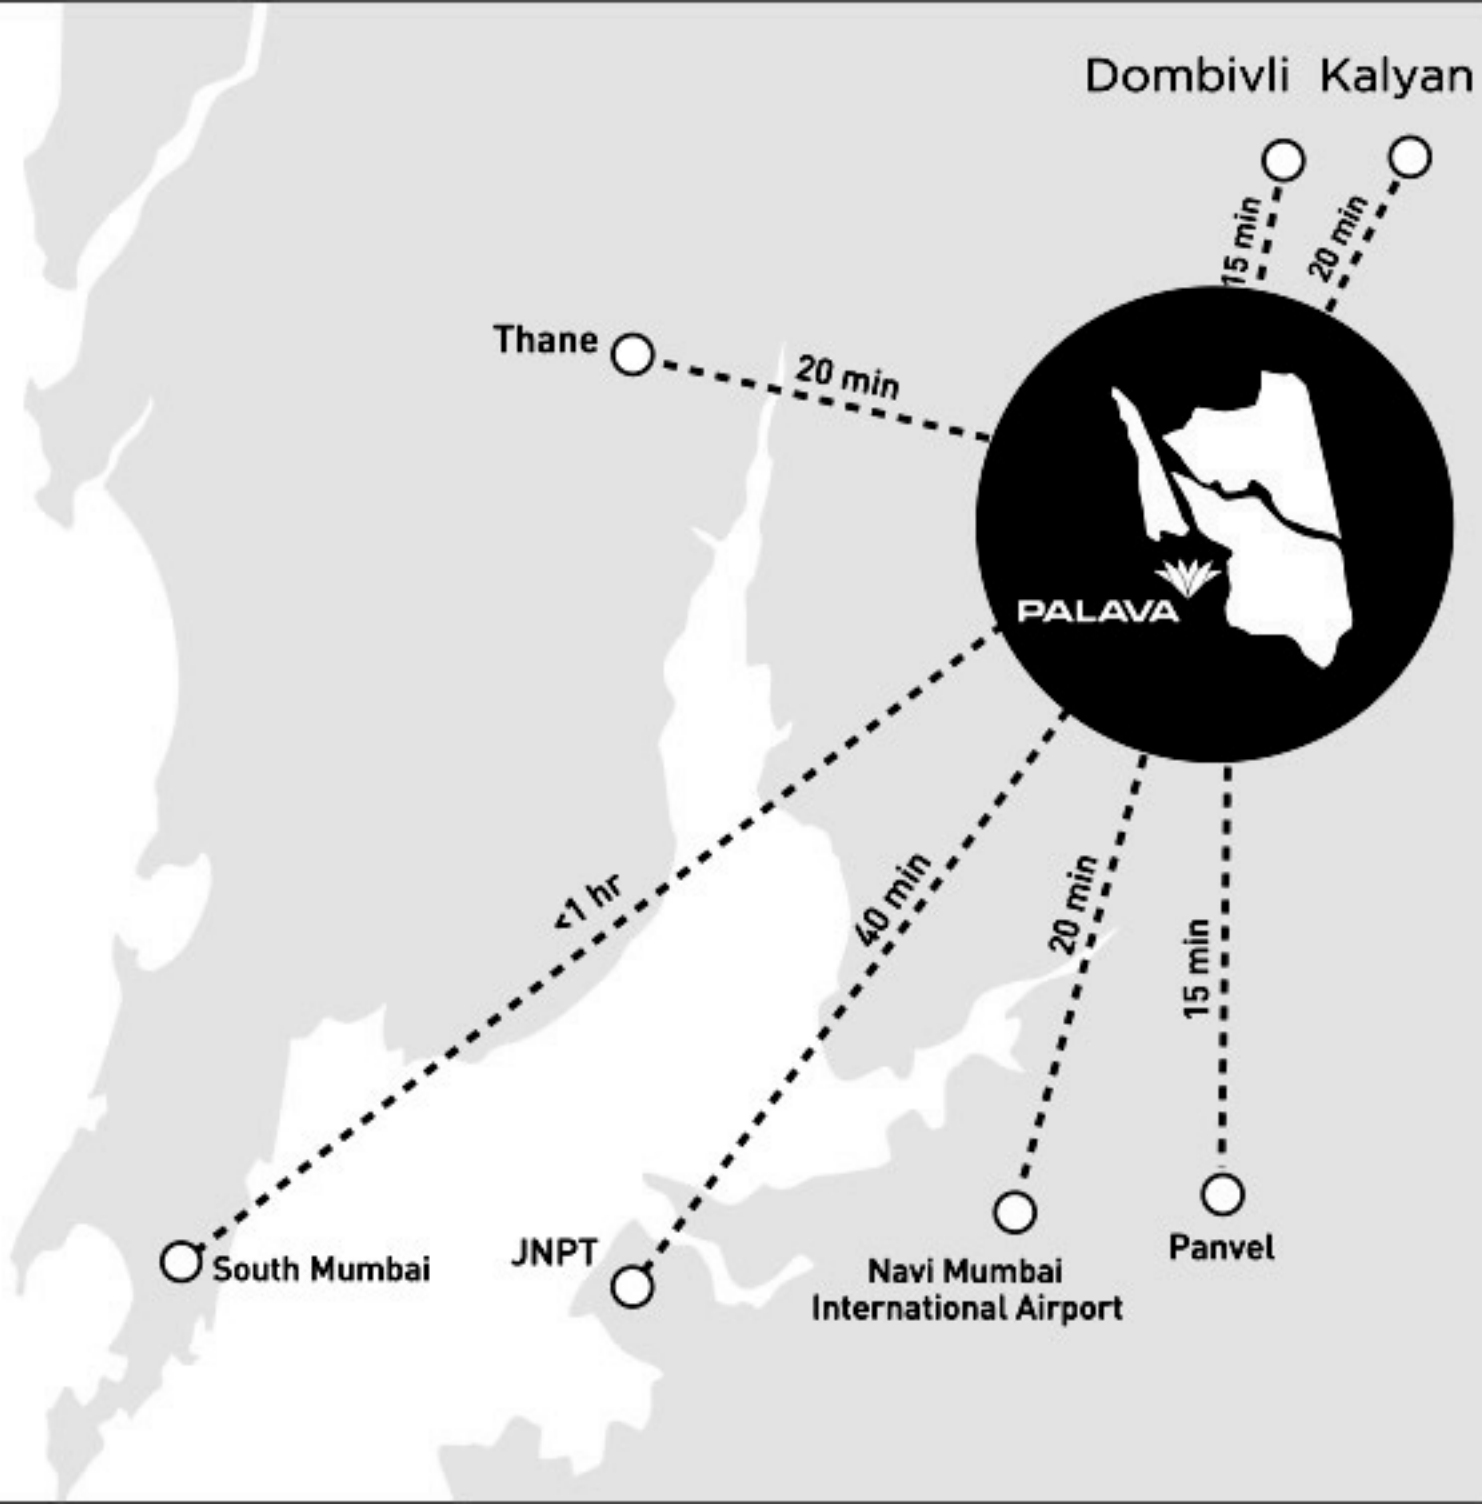 Dombivli Kalyan
15 min
20 min
Thane
20 min
PALAVA
<1 hr
40 min
20 min
15 min
South Mumbai
JNPT
Navi Mumbai
International Airport
Panvel